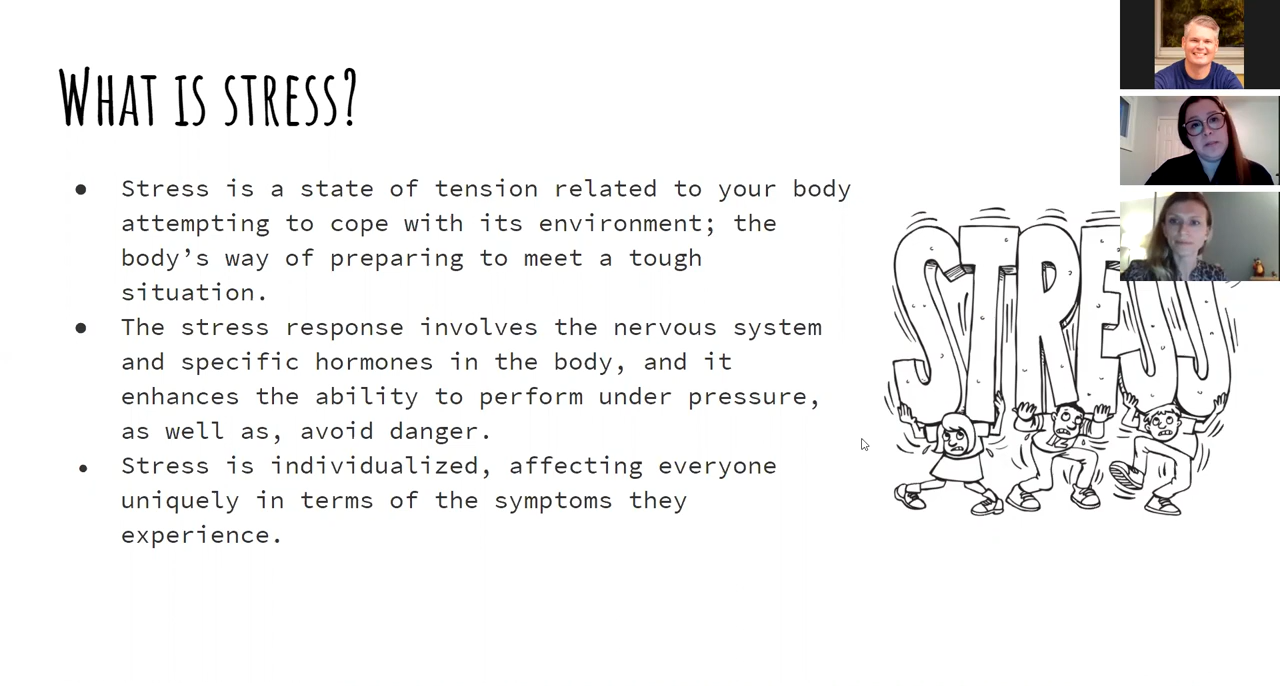 WHAT IS STRESS?
● Stress is a state of tension related to your body
attempting to cope with its environment; the
body’s way of preparing to meet a tough
situation.
● The stress response involves the nervous system
and specific hormones in the body, and it
enhances the ability to perform under pressure,
as well as, avoid danger.
● Stress is individualized, affecting everyone
uniquely in terms of the symptoms they
experience.
STRESS